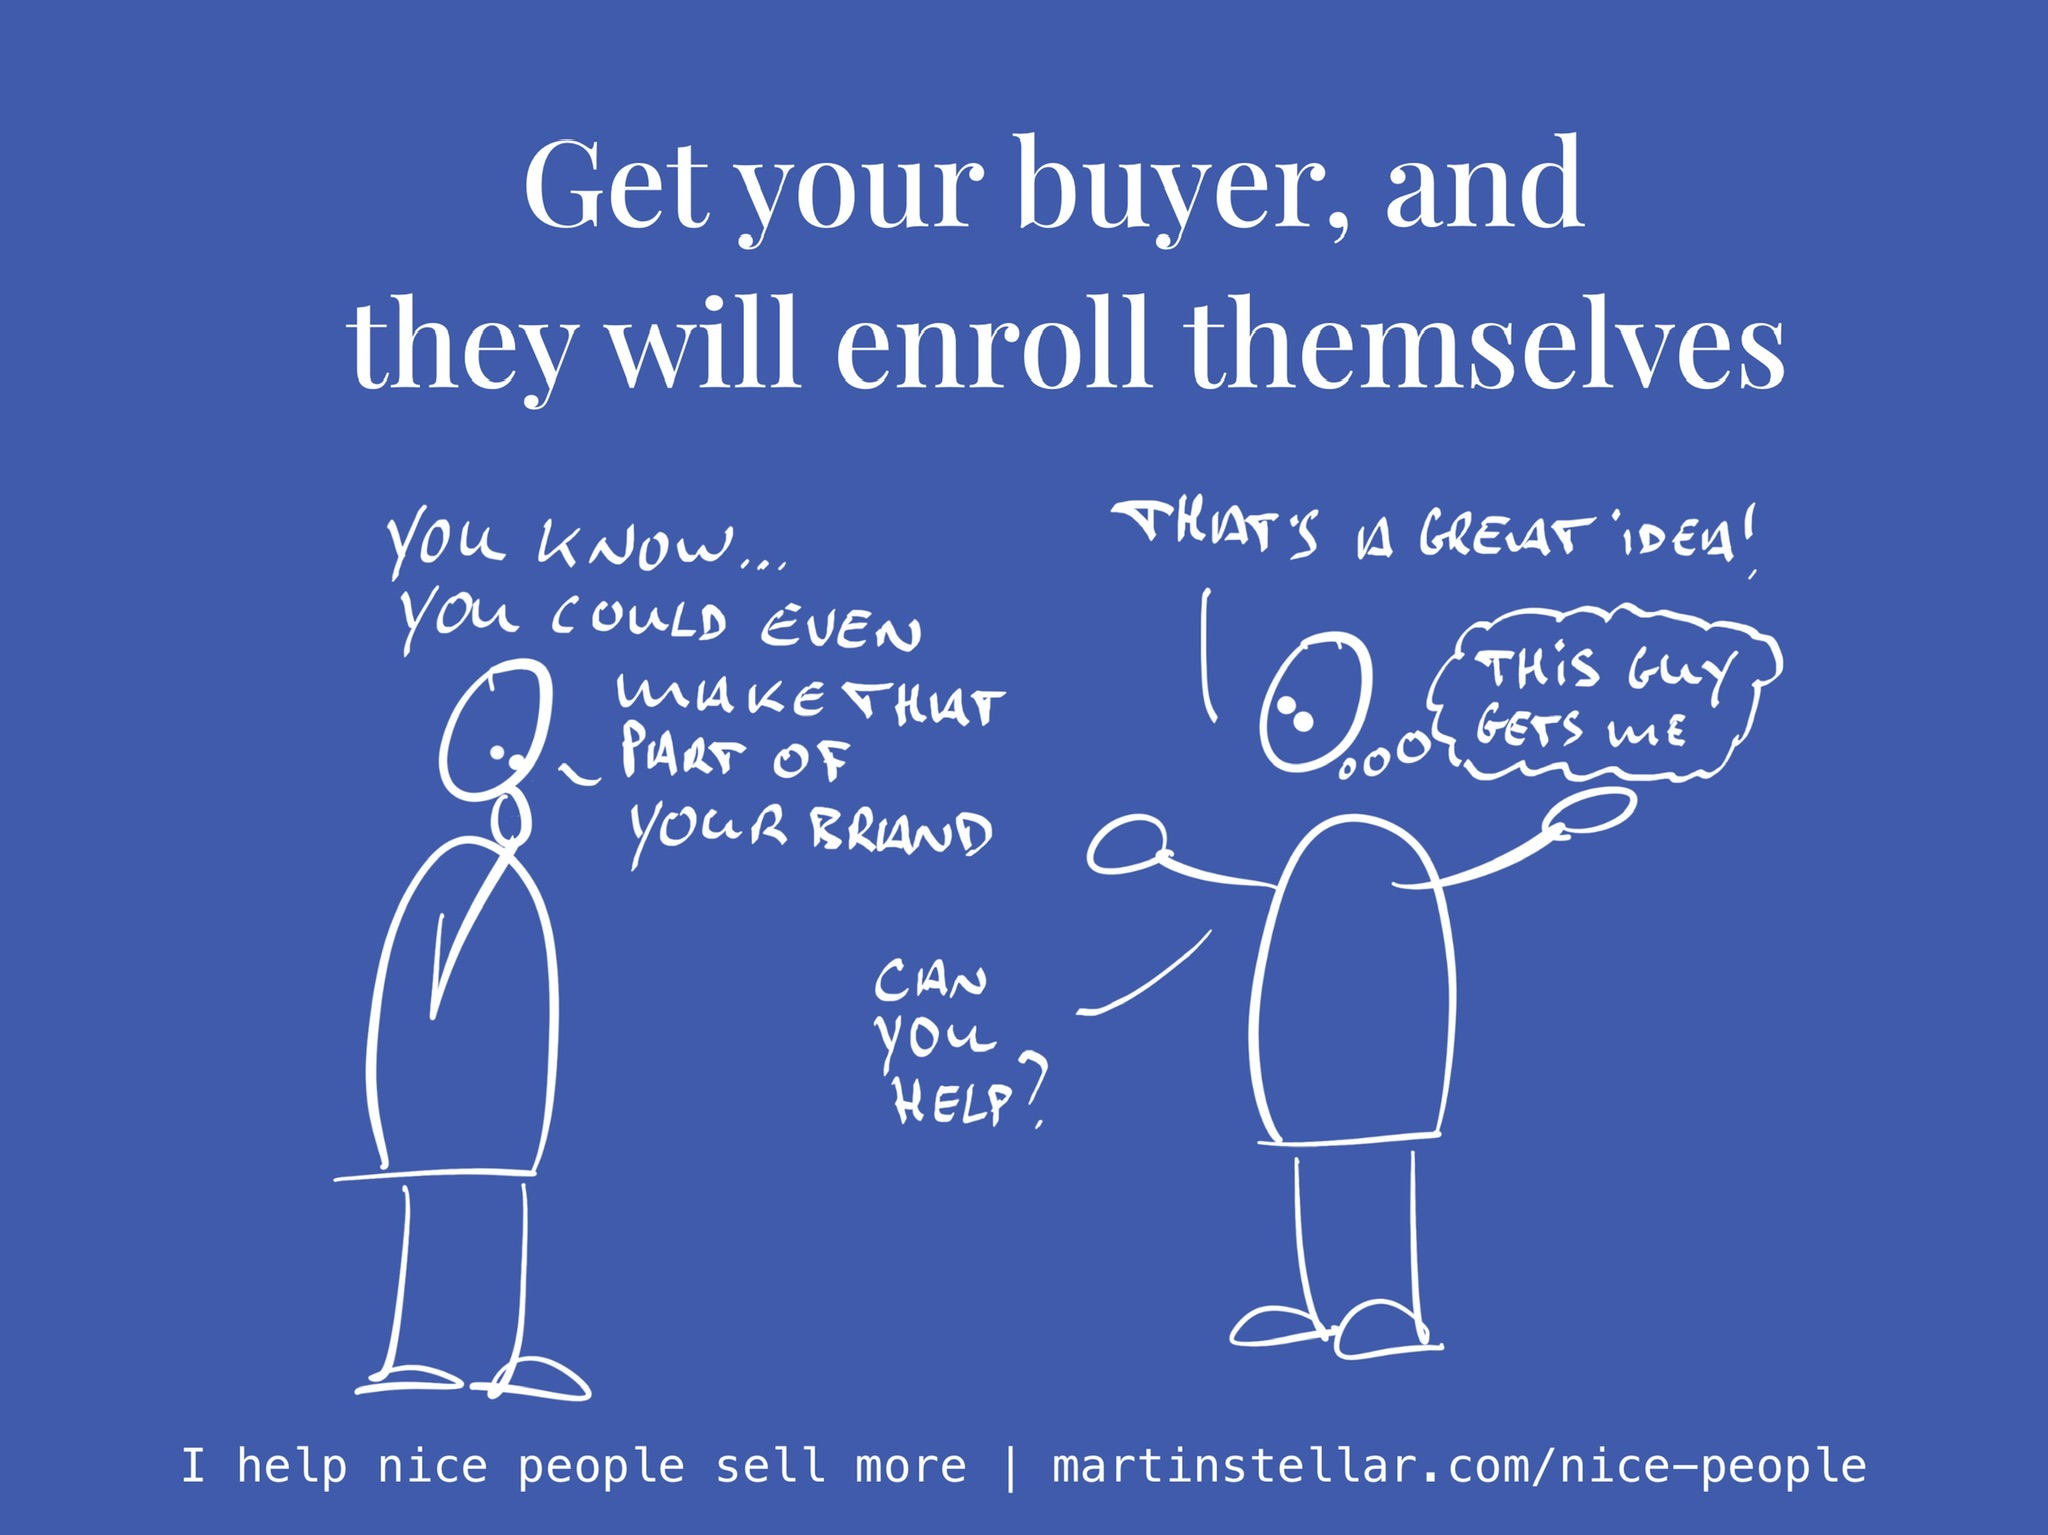 Get your buyer, and
they will enroll themselves
YOU KNOW...
YOU COULD EVEN
MAKE THAT
PART OF
YOUR BRAND
THAT'S A GREAT iDEA!
THiS GUY
GETS ME
CAN
YOU
HELP?
I help nice people sell more | martinstellar.com/nice-people